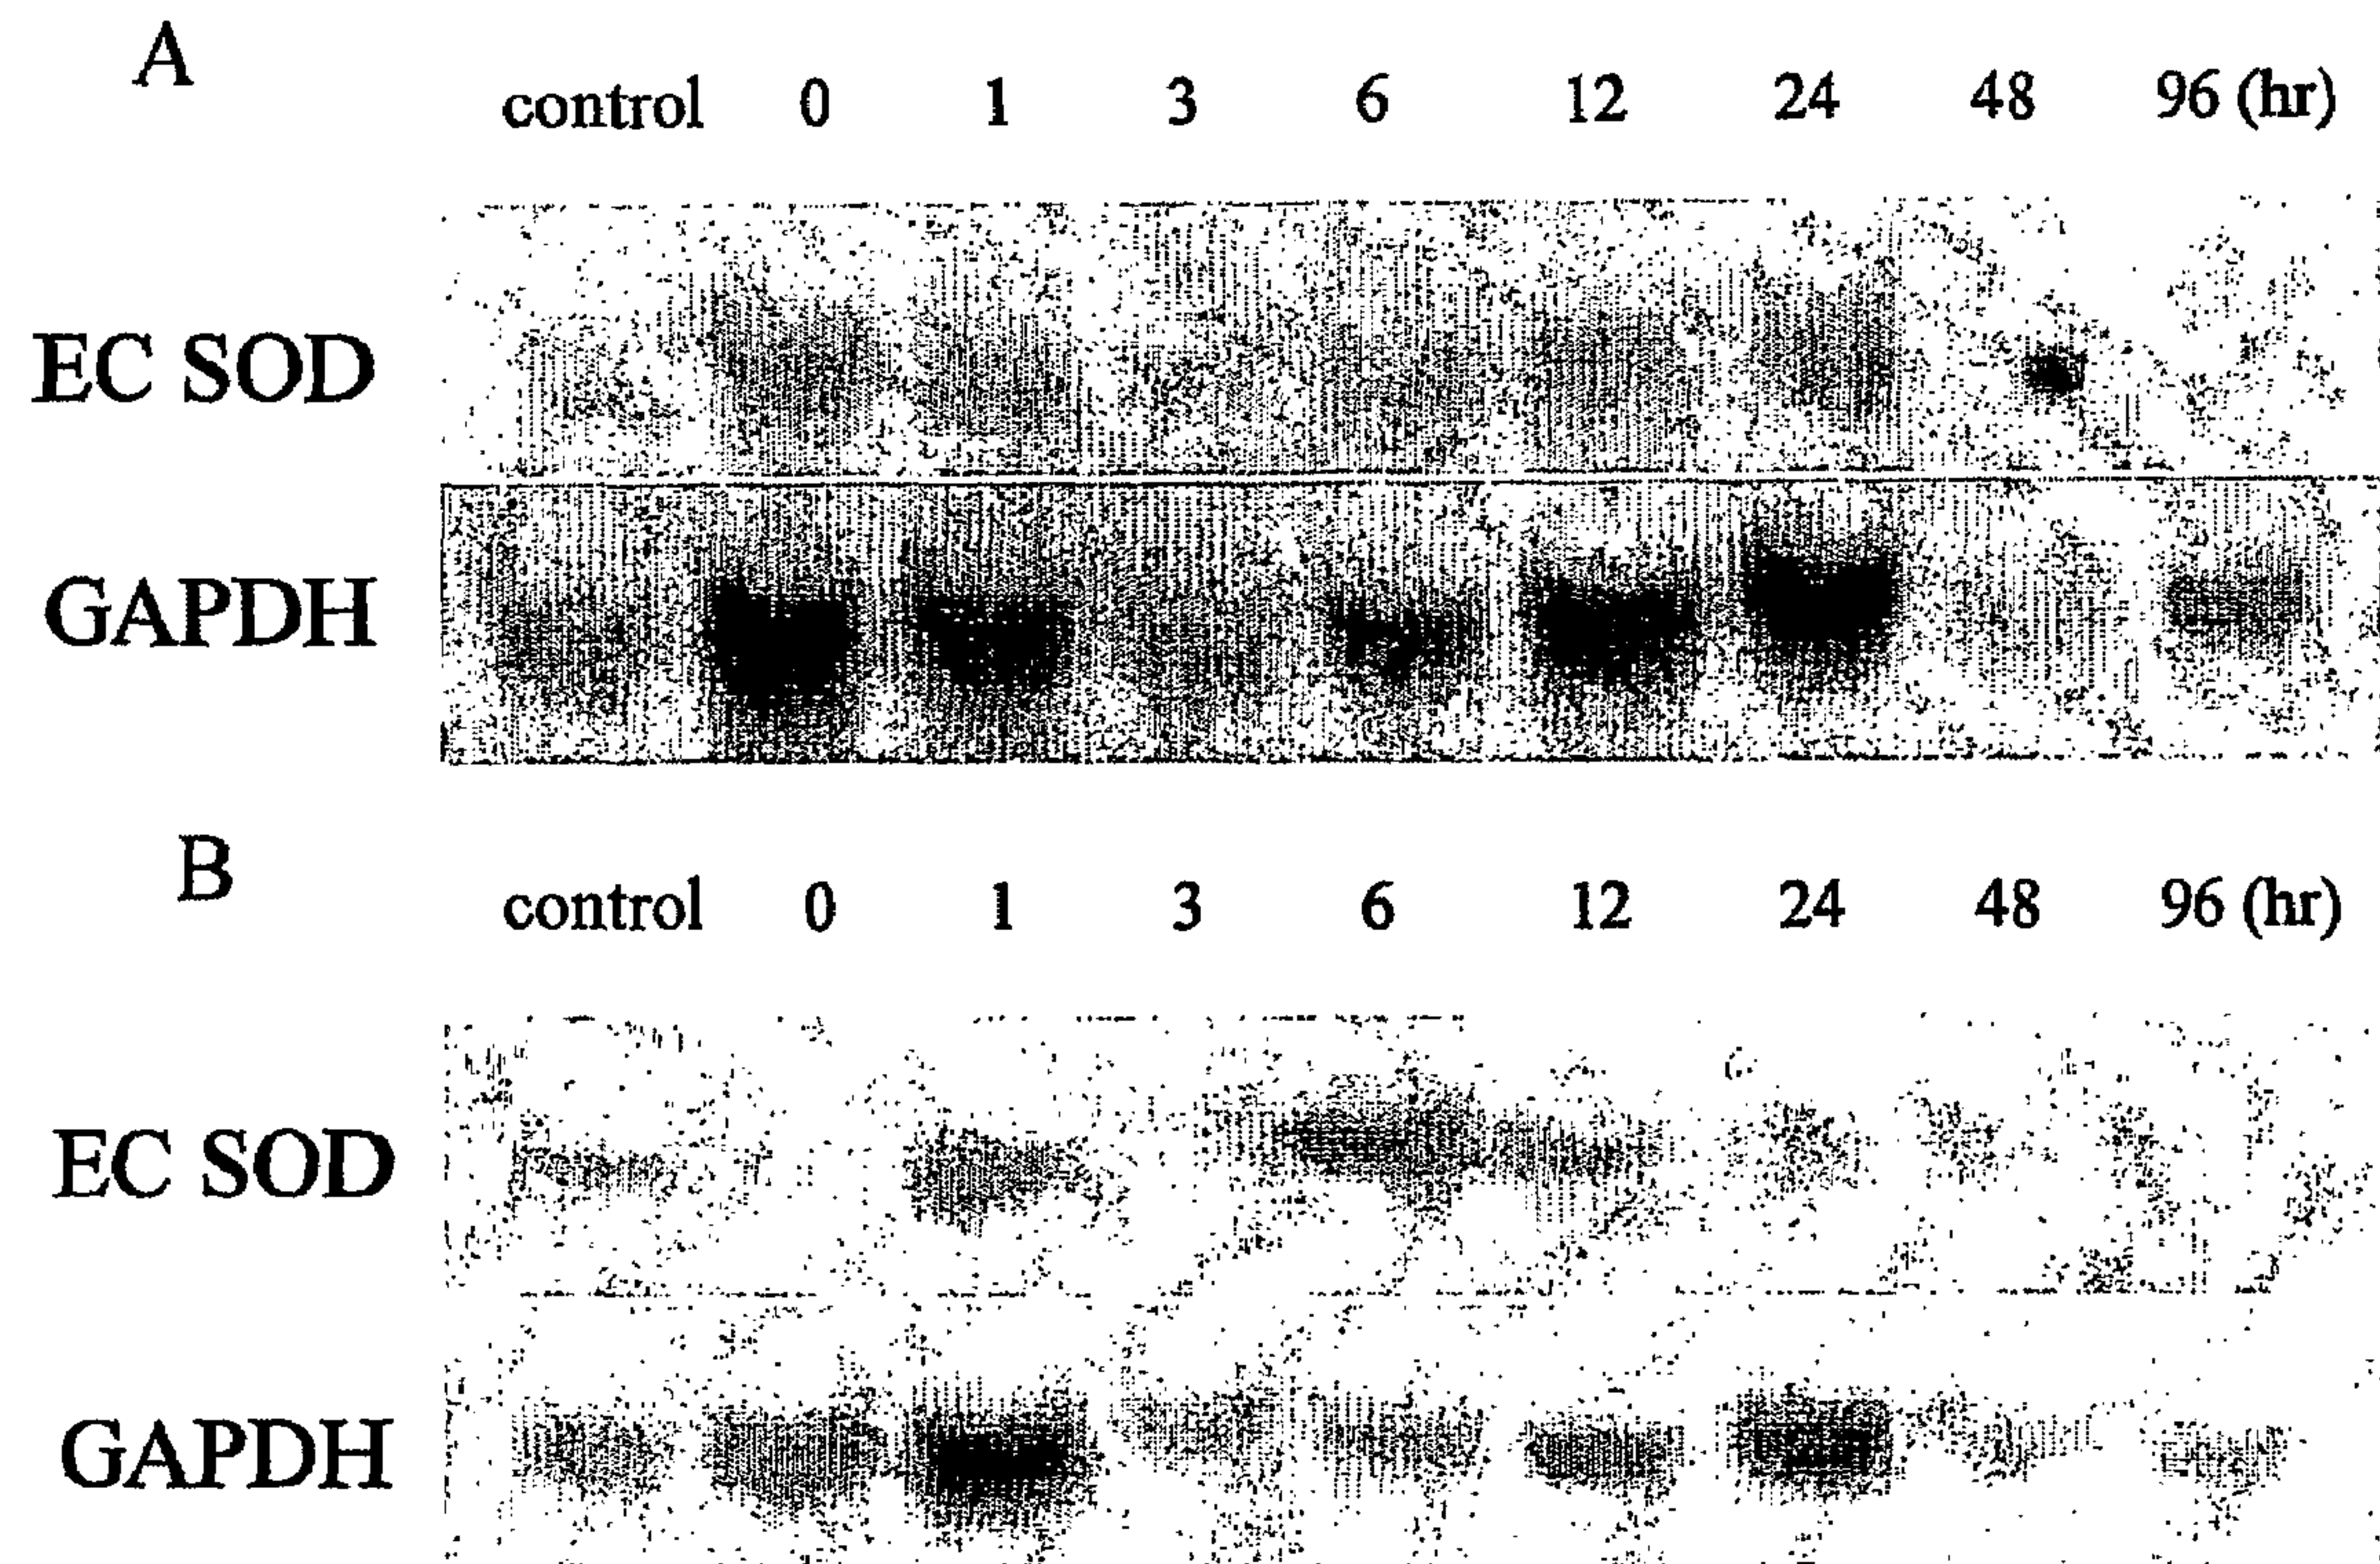 A
control 0 1 3 6 12 24 48 96 (hr)
EC SOD
GAPDH
B
control 0 1 3 6 12 24 48 96 (hr)
EC SOD
GAPDH